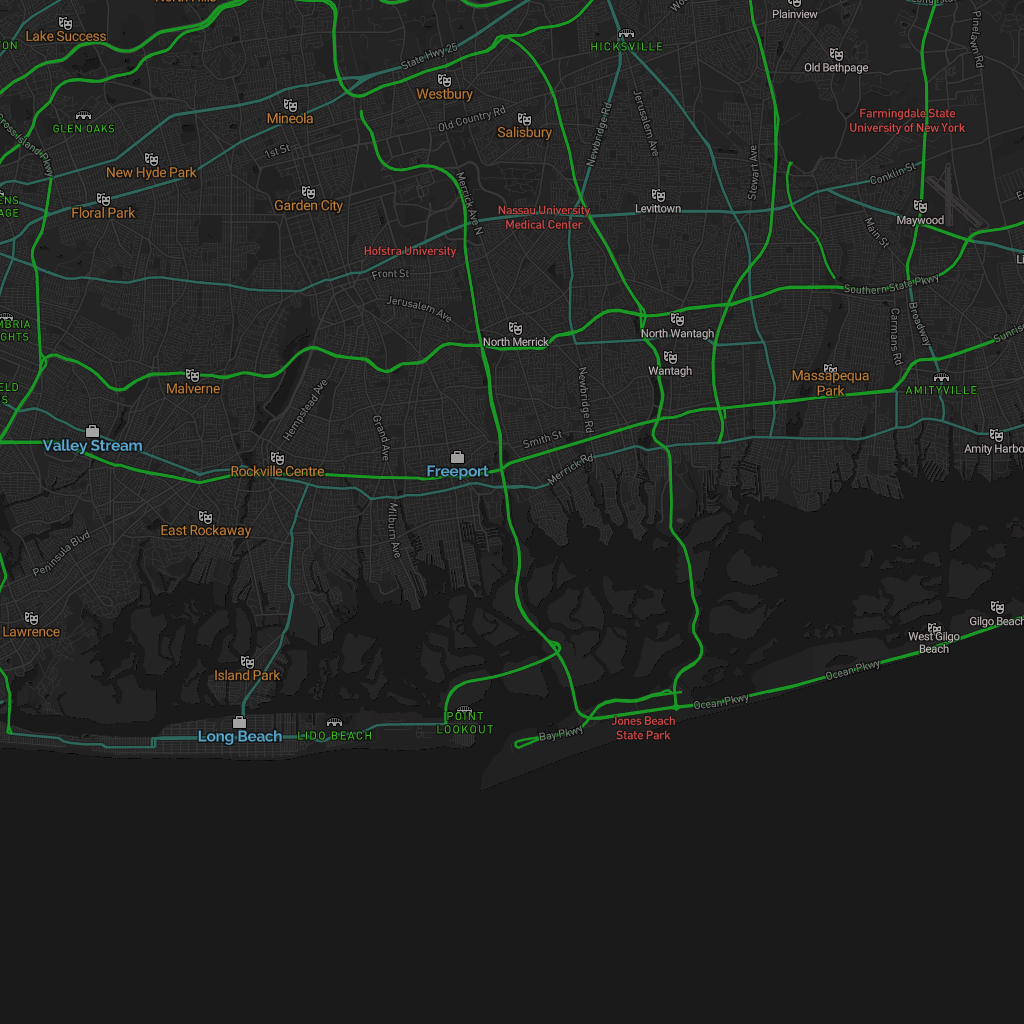 North Hills
Plainview
Lake Success
State Hwy 25
HICKSVILLE
Pinelawn Rd
Old Bethpage
Westbury
Mineola
Old Country Rd
Salisbury
Newbridge Rd
Jerusalem Ave
Farmingdale State
University of New York
GLEN OAKS
Cross Island Pkwy
1st St
New Hyde Park
Stewart Ave
Conklin St
Floral Park
Garden City
Merrick Ave N
Nassau University
Medical Center
Levittown
Maywood
Main St
Hofstra University
Front St
Southern State Pkwy
Jerusalem Ave
Carmans Rd
Broadway
North Merrick
North Wantagh
Wantagh
Malverne
Hempstead Ave
Newbridge Rd
Massapequa
Park
AMITYVILLE
Valley Stream
Grand Ave
Smith St
Rockville Centre
Freeport
Merrick Rd
East Rockaway
Milburn Ave
Peninsula Blvd
Lawrence
Gilgo Beach
West Gilgo
Beach
Island Park
Ocean Pkwy
Ocean Pkwy
POINT
LOOKOUT
Jones Beach
State Park
Long Beach
LIDO BEACH
Bay Pkwy